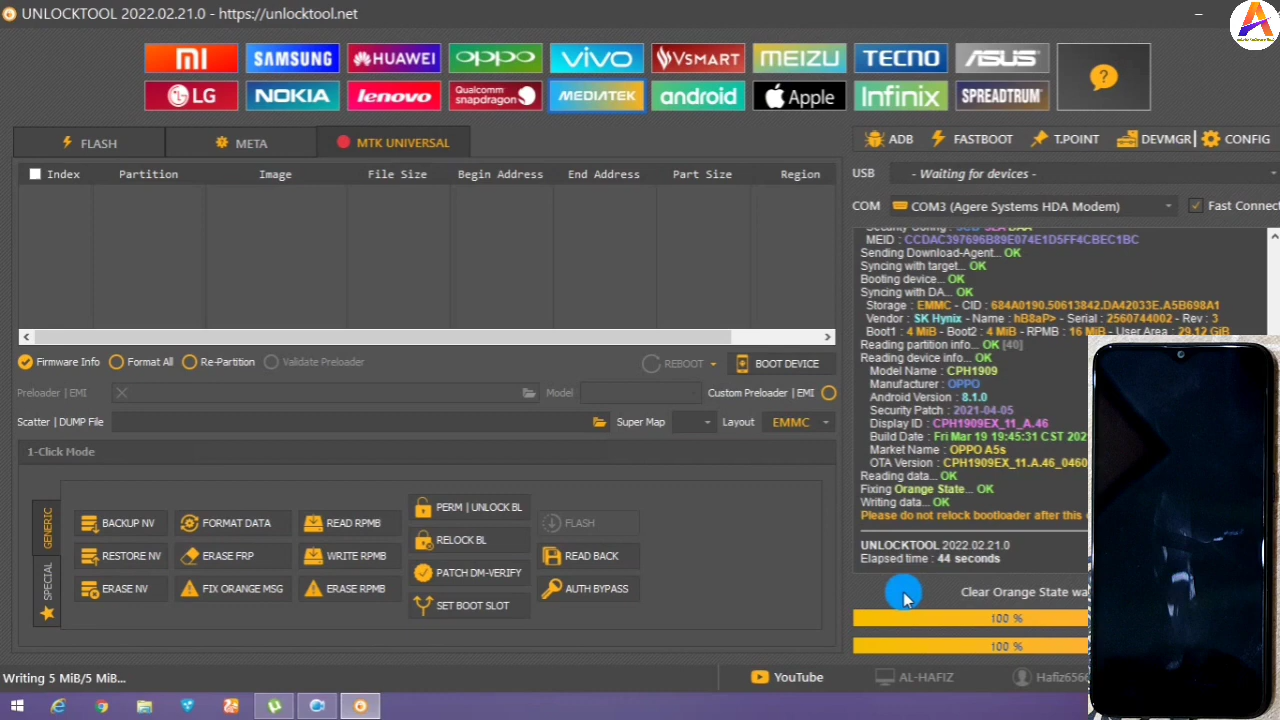 UNLOCKTOOL 2022.02.21.0 - https://unlocktool.net
mi SAMSUNG HUAWEI oppo vivo VSMART MEIZU TECNO ASUS
LG NOKIA lenovo Qualcomm snapdragon MEDIATEK android Apple Infinix SPREADTRUM
FLASH META MTK UNIVERSAL
ADB FASTBOOT T.POINT DEVMGR CONFIG
Index Partition Image File Size Begin Address End Address Part Size Region
USB - Waiting for devices -
COM COM3 (Agere Systems HDA Modem) Fast Connect
MEID : CCDAC397696B89E074E1D5FF4CBEC1BC
Sending Download-Agent... OK
Syncing with target... OK
Booting device... OK
Syncing with DA... OK
Storage : EMMC - CID : 684A0190.50613842.DA42033E.A5B698A1
Vendor : SK Hynix - Name : hB8aP> - Serial : 2560744002 - Rev : 3
Boot1 : 4 MiB - Boot2 : 4 MiB - RPMB : 16 MiB - User Area : 29.12 GiB
Reading partition info... OK [40]
Reading device info... OK
Model Name : CPH1909
Manufacturer : OPPO
Android Version : 8.1.0
Security Patch : 2021-04-05
Display ID : CPH1909EX_11_A.46
Build Date : Fri Mar 19 19:45:31 CST 202
Market Name : OPPO A5s
OTA Version : CPH1909EX_11.A.46_0460
Reading data... OK
Fixing Orange State... OK
Writing data... OK
Please do not relock bootloader after this
UNLOCKTOOL 2022.02.21.0
Elapsed time : 44 seconds
Clear Orange State wa
100 %
100 %
Firmware Info Format All Re-Partition Validate Preloader REBOOT BOOT DEVICE
Preloader | EMI Model Custom Preloader | EMI
Scatter | DUMP File Super Map Layout EMMC
1-Click Mode
GENERIC
SPECIAL
BACKUP NV FORMAT DATA READ RPMB PERM | UNLOCK BL FLASH
RESTORE NV ERASE FRP WRITE RPMB RELOCK BL READ BACK
ERASE NV FIX ORANGE MSG ERASE RPMB PATCH DM-VERITY AUTH BYPASS
SET BOOT SLOT
Writing 5 MiB/5 MiB... YouTube AL-HAFIZ Hafiz656